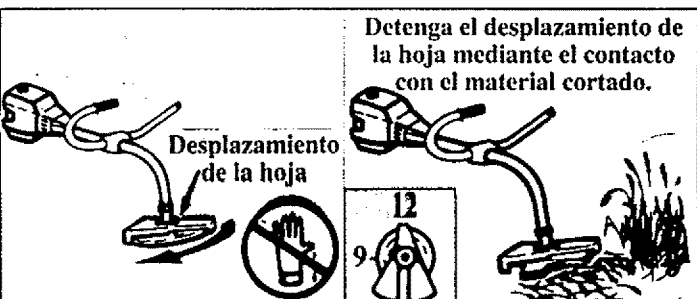 Detenga el desplazamiento de
la hoja mediante el contacto
con el material cortado.
Desplazamiento
de la hoja
12
9